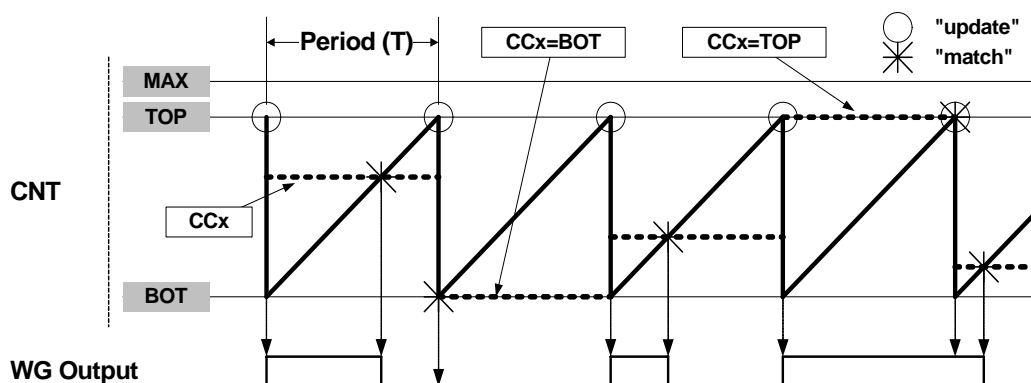 Period (T)
CCx=BOT
CCx=TOP
"update"
"match"
MAX
TOP
CNT
CCx
BOT
WG Output